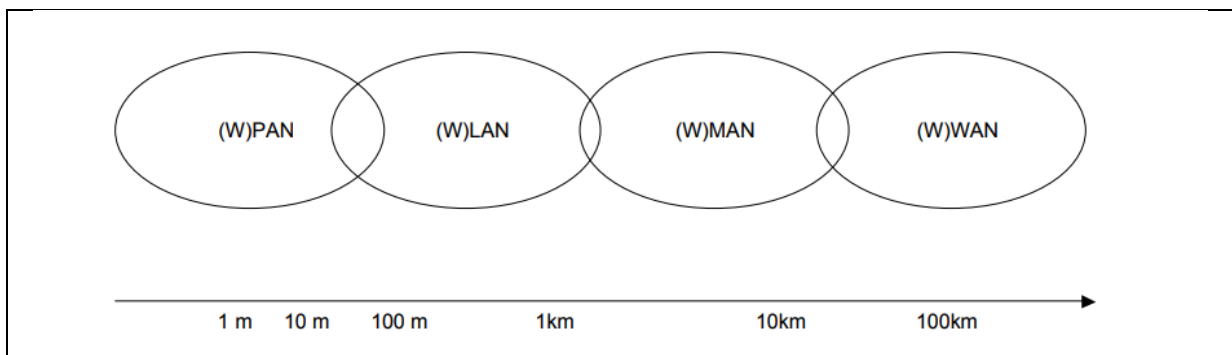 (W)PAN (W)LAN (W)MAN (W)WAN
1 m 10 m 100 m 1km 10km 100km